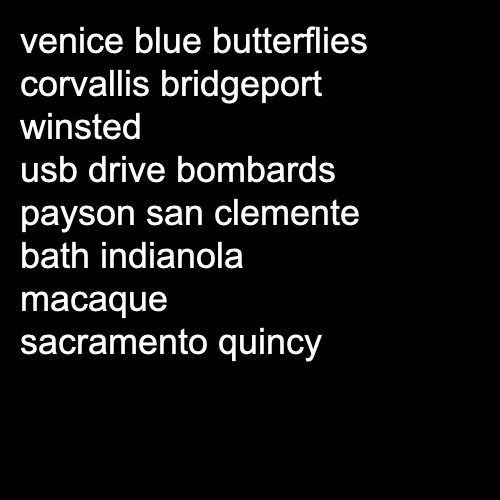 venice blue butterflies
corvallis bridgeport
winsted
usb drive bombards
payson san clemente
bath indianola
macaque
sacramento quincy